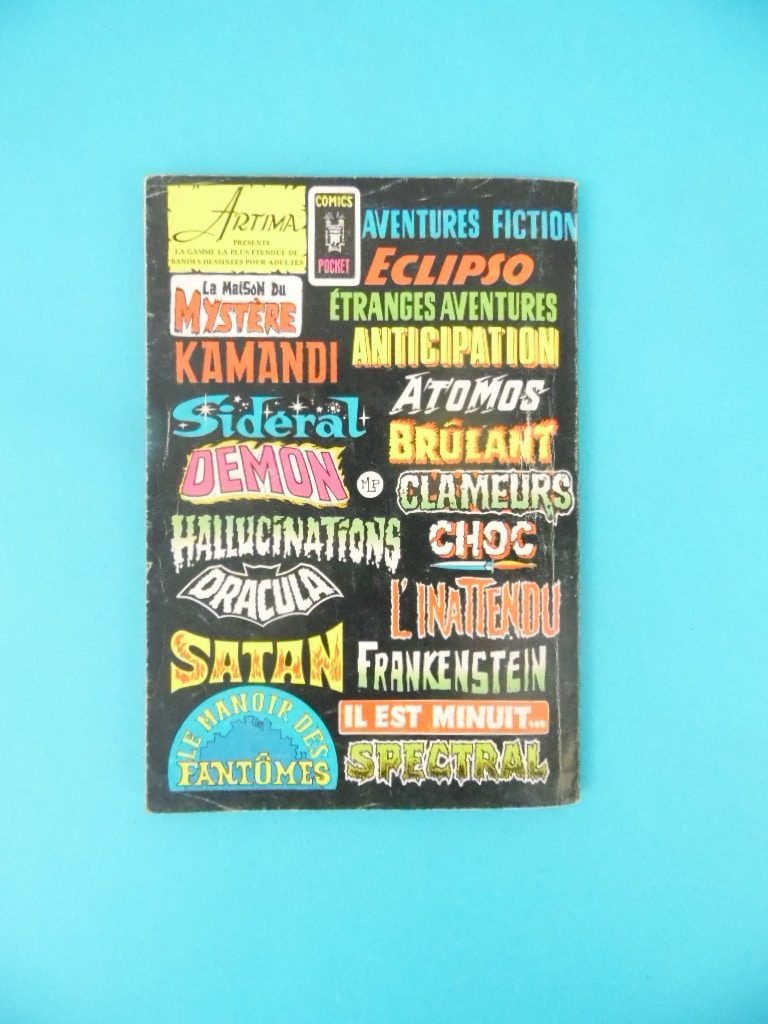 ARTIMA
PRÉSENTE
LA GAMME LA PLUS ÉTENDUE DE
BANDES DESSINÉES POUR ADULTES
COMICS
POCKET
AVENTURES FICTION
ECLIPSO
LA MAISON DU
MYSTÈRE
ÉTRANGES AVENTURES
KAMANDI
ANTICIPATION
ATOMOS
Sidéral
BRÛLANT
DEMON
MLP
CLAMEURS
HALLUCINATIONS
CHOC
DRACULA
L'INATTENDU
SATAN
FRANKENSTEIN
LE MANOIR DES
FANTÔMES
IL EST MINUIT...
SPECTRAL